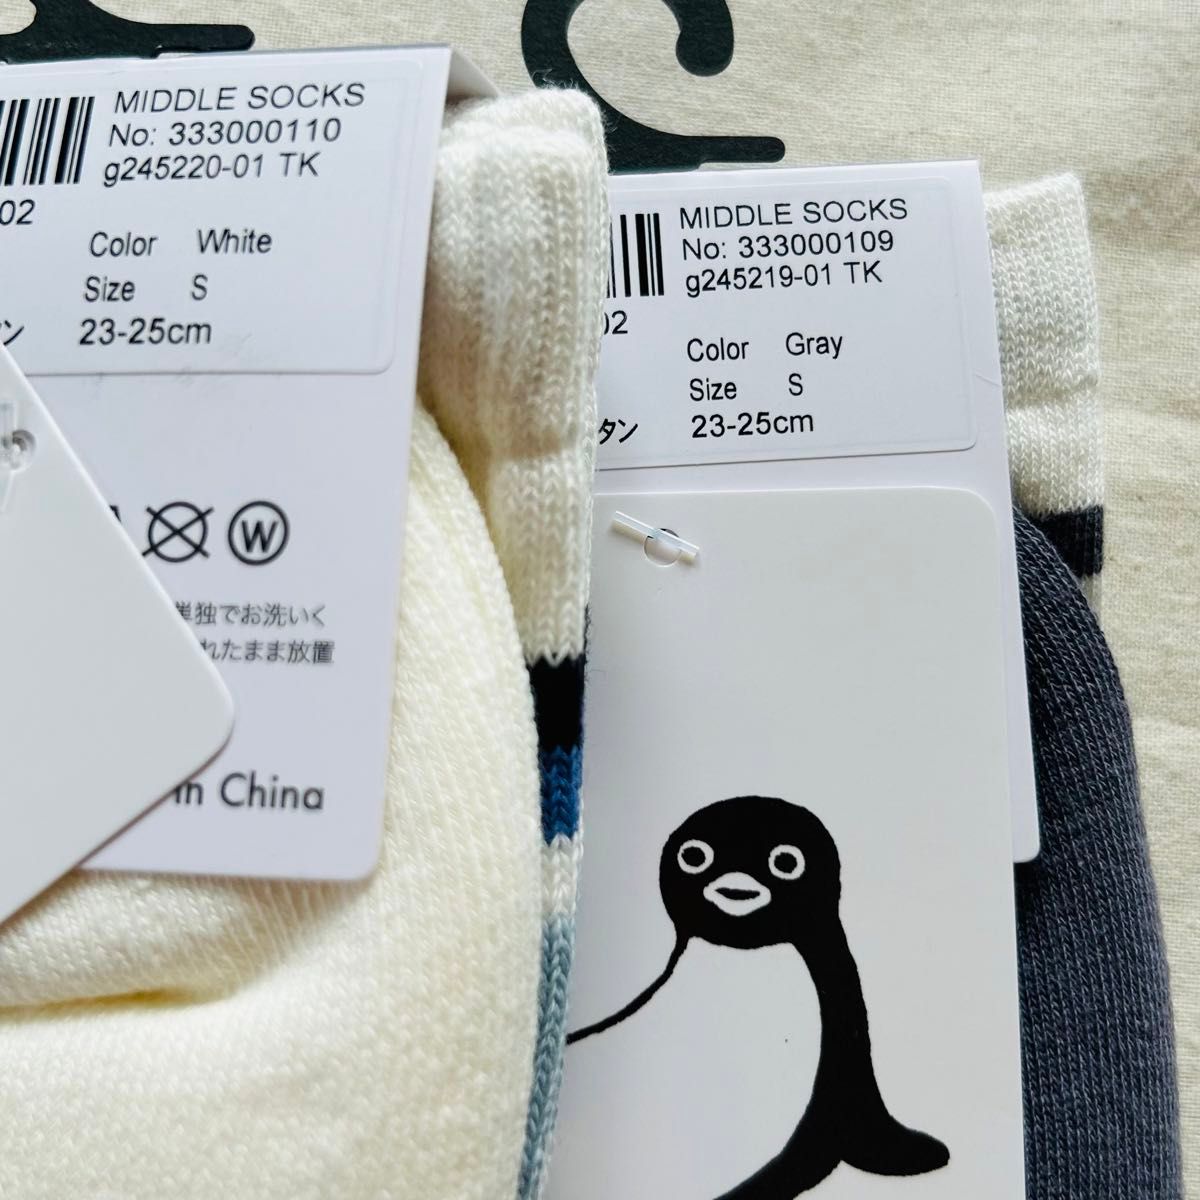 MIDDLE SOCKS
No: 333000110
g245220-01 TK
02
Color White
Size S
ン 23-25cm
W
単独でお洗いく
れたまま放置
in China
MIDDLE SOCKS
No: 333000109
g245219-01 TK
02
Color Gray
Size S
タン 23-25cm